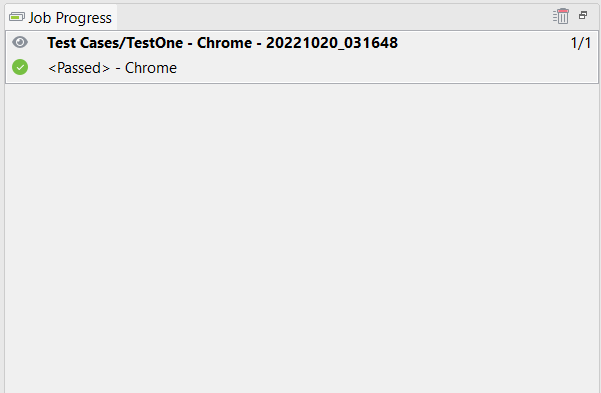 Job Progress
Test Cases/TestOne - Chrome - 20221020_031648 1/1
<Passed> - Chrome